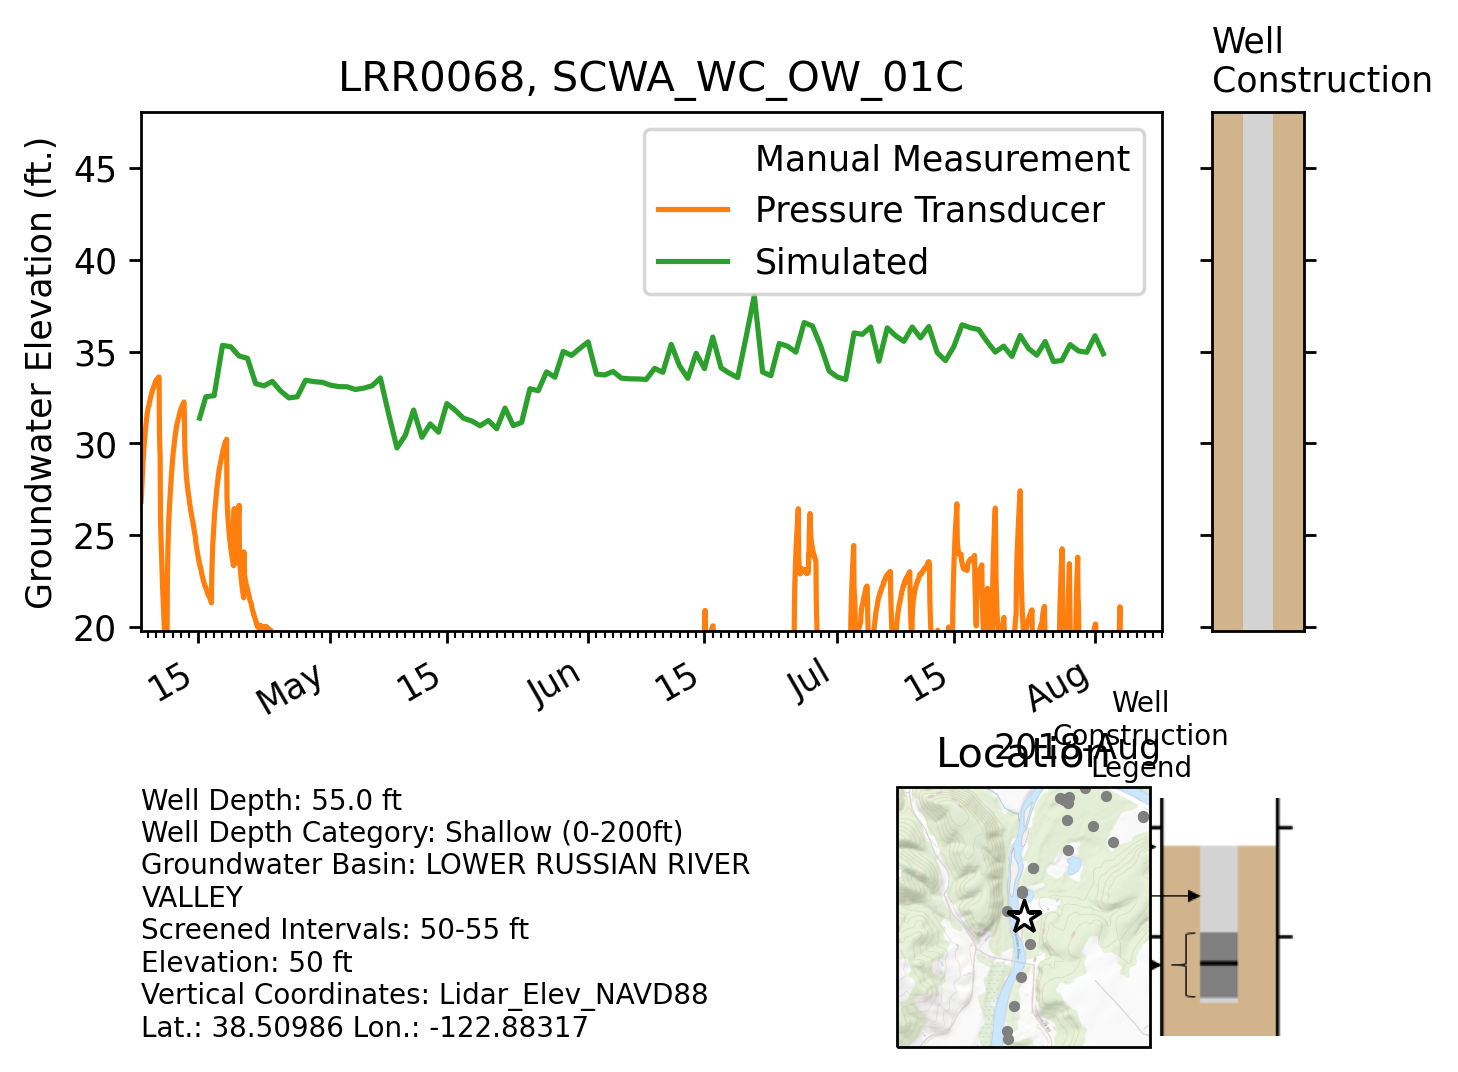 Well
Construction
LRR0068, SCWA_WC_OW_01C
Manual Measurement
Pressure Transducer
Simulated
Groundwater Elevation (ft.)
45
40
35
30
25
20
15
May
15
Jun
15
Jul
15
Aug
2018-Aug
Location
Well
Construction
Legend
Well Depth: 55.0 ft
Well Depth Category: Shallow (0-200ft)
Groundwater Basin: LOWER RUSSIAN RIVER
VALLEY
Screened Intervals: 50-55 ft
Elevation: 50 ft
Vertical Coordinates: Lidar_Elev_NAVD88
Lat.: 38.50986 Lon.: -122.88317